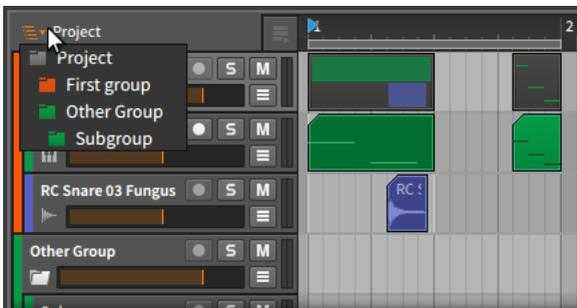 Project
1
2
Project
First group
Other Group
Subgroup
S M
S M
RC Snare 03 Fungus S M
RC
Other Group S M